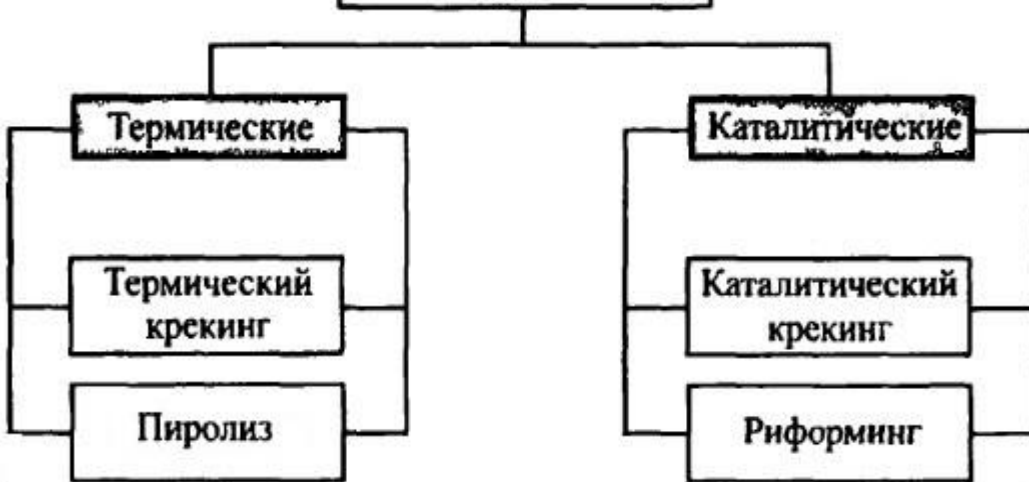 Термические
Каталитические
Термический
крекинг
Каталитический
крекинг
Пиролиз
Риформинг